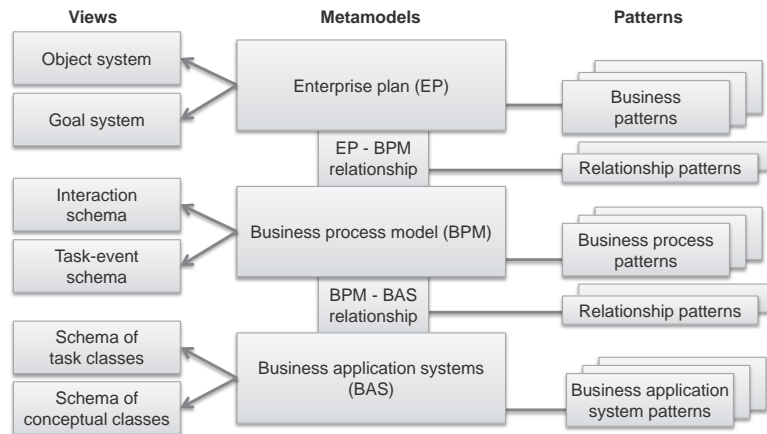 Views
Metamodels
Patterns
Object system
Goal system
Enterprise plan (EP)
Business
patterns
EP - BPM
relationship
Relationship patterns
Interaction
schema
Task-event
schema
Business process model (BPM)
Business process
patterns
BPM - BAS
relationship
Relationship patterns
Schema of
task classes
Schema of
conceptual classes
Business application systems
(BAS)
Business application
system patterns